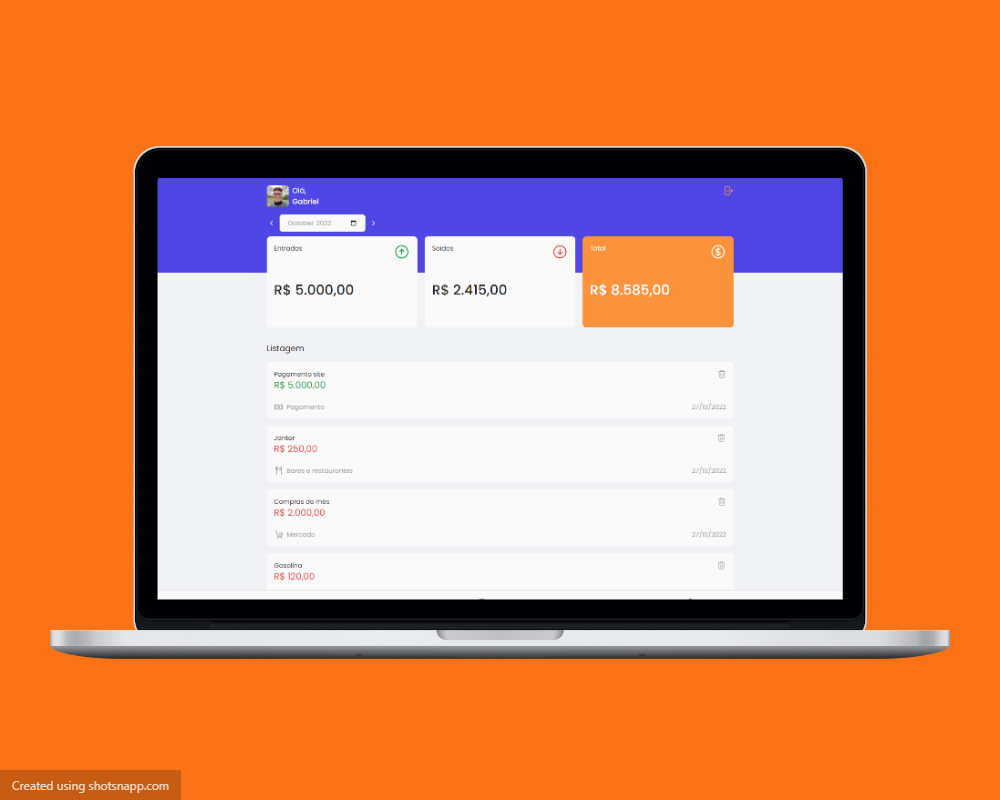 Olá,
Gabriel
October 2022
Entradas
Saídas
Total
R$ 5.000,00
R$ 2.415,00
R$ 8.585,00
Listagem
Pagamento site
R$ 5.000,00
Pagamento
27/10/2022
Jantar
R$ 250,00
Bares e restaurantes
27/10/2022
Compras do mês
R$ 2.000,00
Mercado
27/10/2022
Gasolina
R$ 120,00
Created using shotsnapp.com